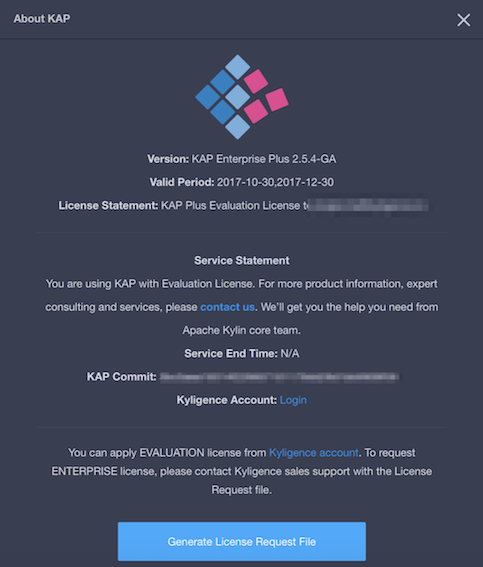 About KAP
Version: KAP Enterprise Plus 2.5.4-GA
Valid Period: 2017-10-30,2017-12-30
License Statement: KAP Plus Evaluation License to
Service Statement
You are using KAP with Evaluation License. For more product information, expert
consulting and services, please contact us. We'll get you the help you need from
Apache Kylin core team.
Service End Time: N/A
KAP Commit:
Kyligence Account: Login
You can apply EVALUATION license from Kyligence account. To request
ENTERPRISE license, please contact Kyligence sales support with the License
Request file.
Generate License Request File